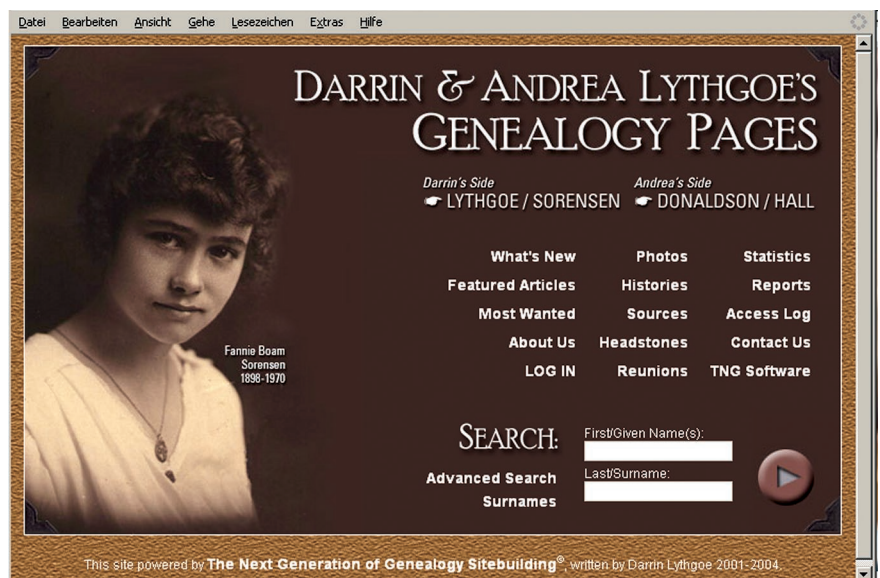 Datei Bearbeiten Ansicht Gehe Lesezeichen Extras Hilfe
DARRIN & ANDREA LYTHGOE'S
GENEALOGY PAGES
Darrin's Side Andrea's Side
LYTHGOE / SORENSEN DONALDSON / HALL
What's New Photos Statistics
Featured Articles Histories Reports
Most Wanted Sources Access Log
About Us Headstones Contact Us
LOG IN Reunions TNG Software
Fannie Boam
Sorensen
1898-1970
SEARCH: First/Given Name(s):
Last/Surname:
Advanced Search
Surnames
This site powered by The Next Generation of Genealogy Sitebuilding®, written by Darrin Lythgoe 2001-2004.